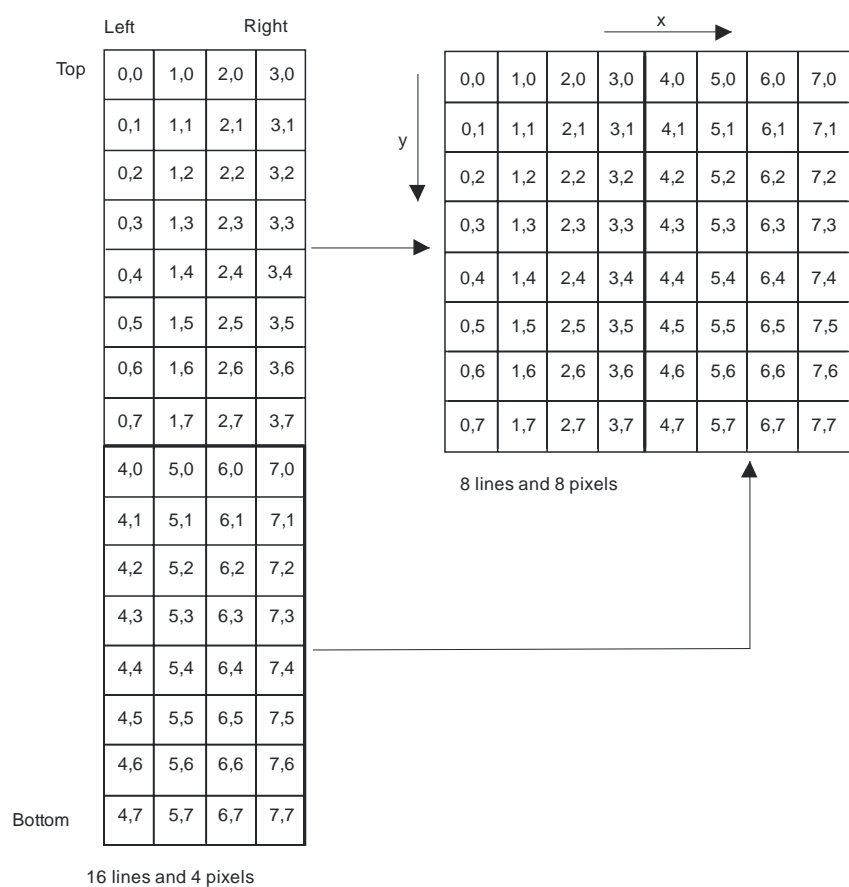 Left Right
Top
0,0 1,0 2,0 3,0
0,1 1,1 2,1 3,1
0,2 1,2 2,2 3,2
0,3 1,3 2,3 3,3
0,4 1,4 2,4 3,4
0,5 1,5 2,5 3,5
0,6 1,6 2,6 3,6
0,7 1,7 2,7 3,7
4,0 5,0 6,0 7,0
4,1 5,1 6,1 7,1
4,2 5,2 6,2 7,2
4,3 5,3 6,3 7,3
4,4 5,4 6,4 7,4
4,5 5,5 6,5 7,5
4,6 5,6 6,6 7,6
4,7 5,7 6,7 7,7
Bottom
16 lines and 4 pixels
x
y
0,0 1,0 2,0 3,0 4,0 5,0 6,0 7,0
0,1 1,1 2,1 3,1 4,1 5,1 6,1 7,1
0,2 1,2 2,2 3,2 4,2 5,2 6,2 7,2
0,3 1,3 2,3 3,3 4,3 5,3 6,3 7,3
0,4 1,4 2,4 3,4 4,4 5,4 6,4 7,4
0,5 1,5 2,5 3,5 4,5 5,5 6,5 7,5
0,6 1,6 2,6 3,6 4,6 5,6 6,6 7,6
0,7 1,7 2,7 3,7 4,7 5,7 6,7 7,7
8 lines and 8 pixels